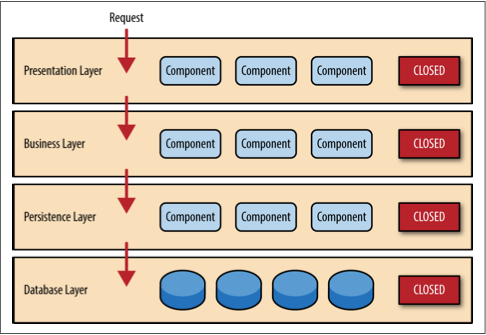 Request
Presentation Layer Component Component Component CLOSED
Business Layer Component Component Component CLOSED
Persistence Layer Component Component Component CLOSED
Database Layer CLOSED